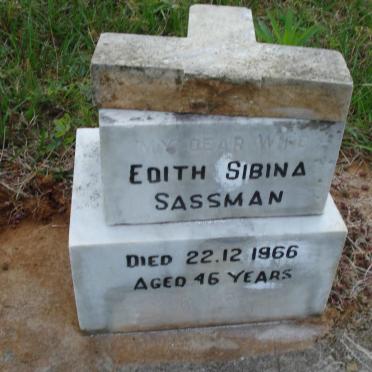 MY DEAR WIFE
EDITH SIBINA
SASSMAN
DIED 22.12 1966
AGED 46 YEARS